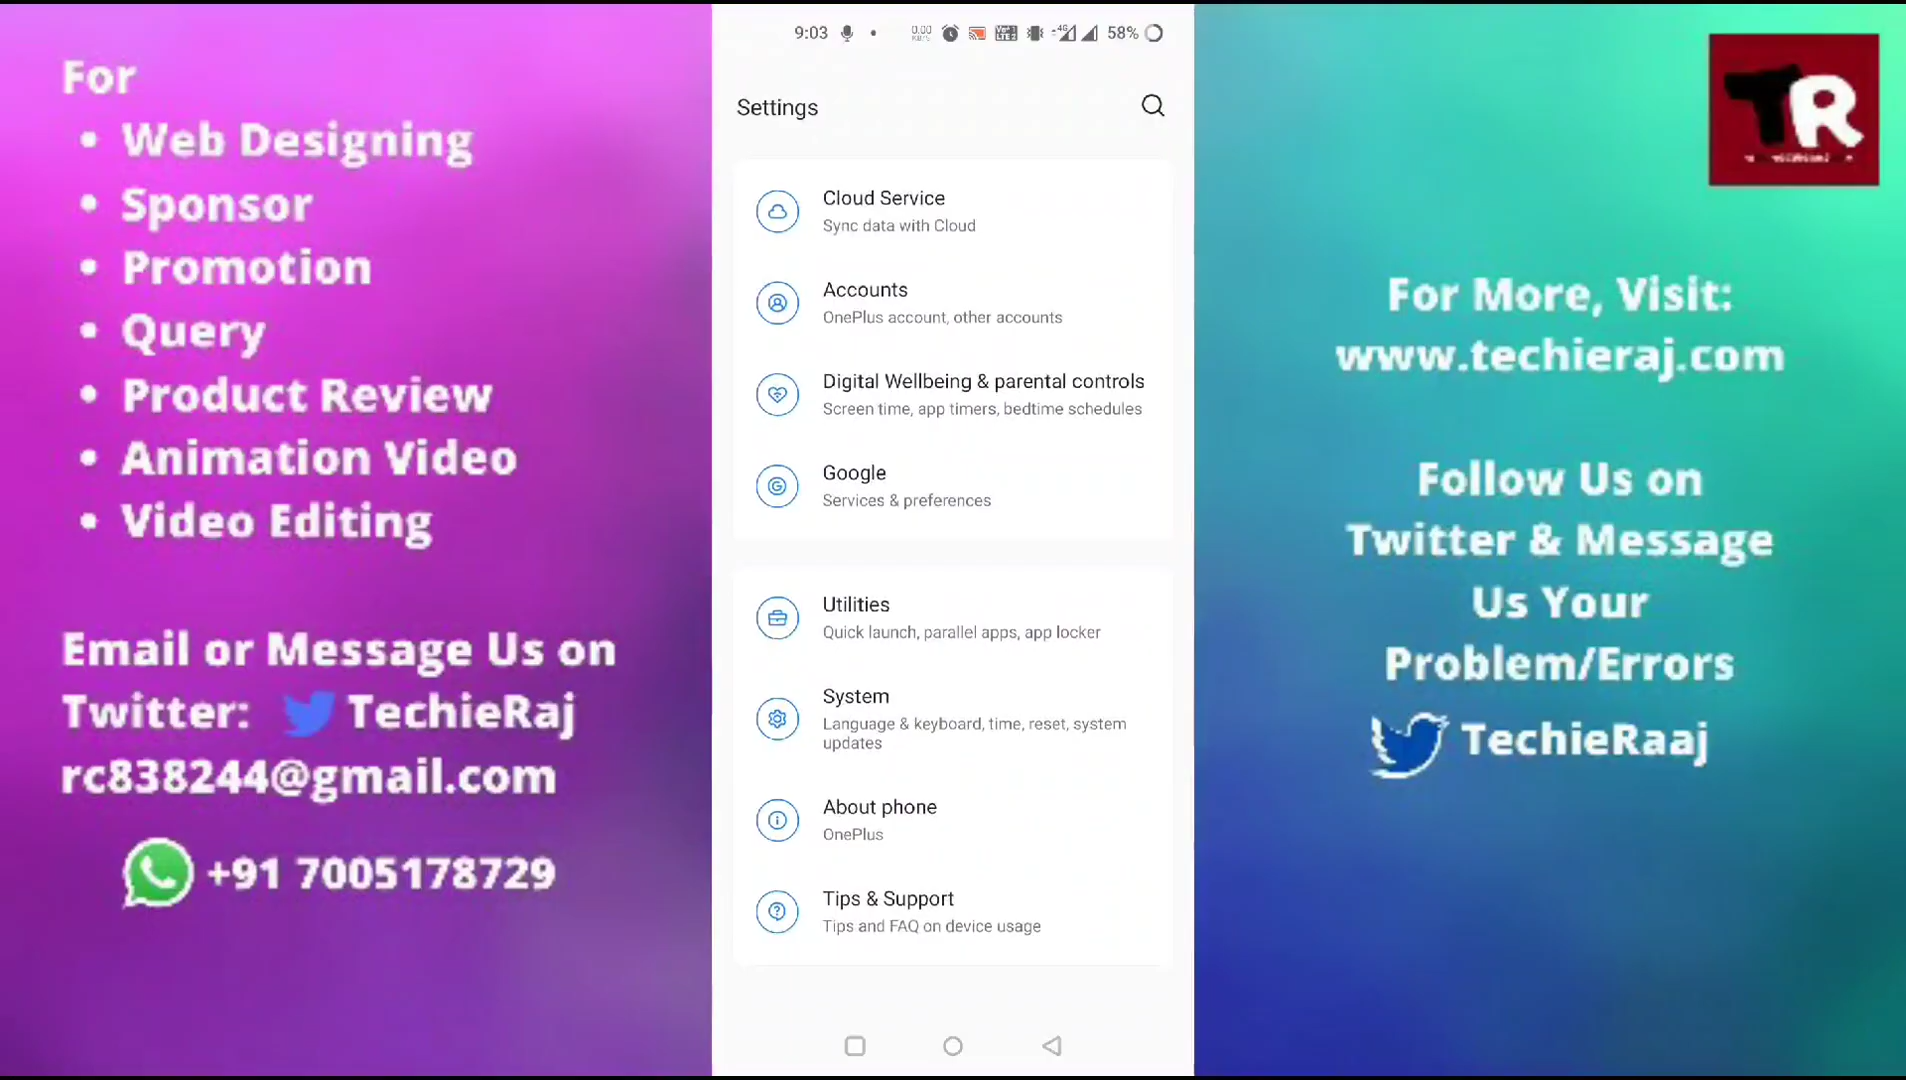 For
• Web Designing
• Sponsor
• Promotion
• Query
• Product Review
• Animation Video
• Video Editing
Email or Message Us on
Twitter: TechieRaj
rc838244@gmail.com
+91 7005178729
9:03
0.00
KB/S
4G
58%
Settings
Cloud Service
Sync data with Cloud
Accounts
OnePlus account, other accounts
Digital Wellbeing & parental controls
Screen time, app timers, bedtime schedules
Google
Services & preferences
Utilities
Quick launch, parallel apps, app locker
System
Language & keyboard, time, reset, system
updates
About phone
OnePlus
Tips & Support
Tips and FAQ on device usage
TR
For More, Visit:
www.techieraj.com
Follow Us on
Twitter & Message
Us Your
Problem/Errors
TechieRaaj